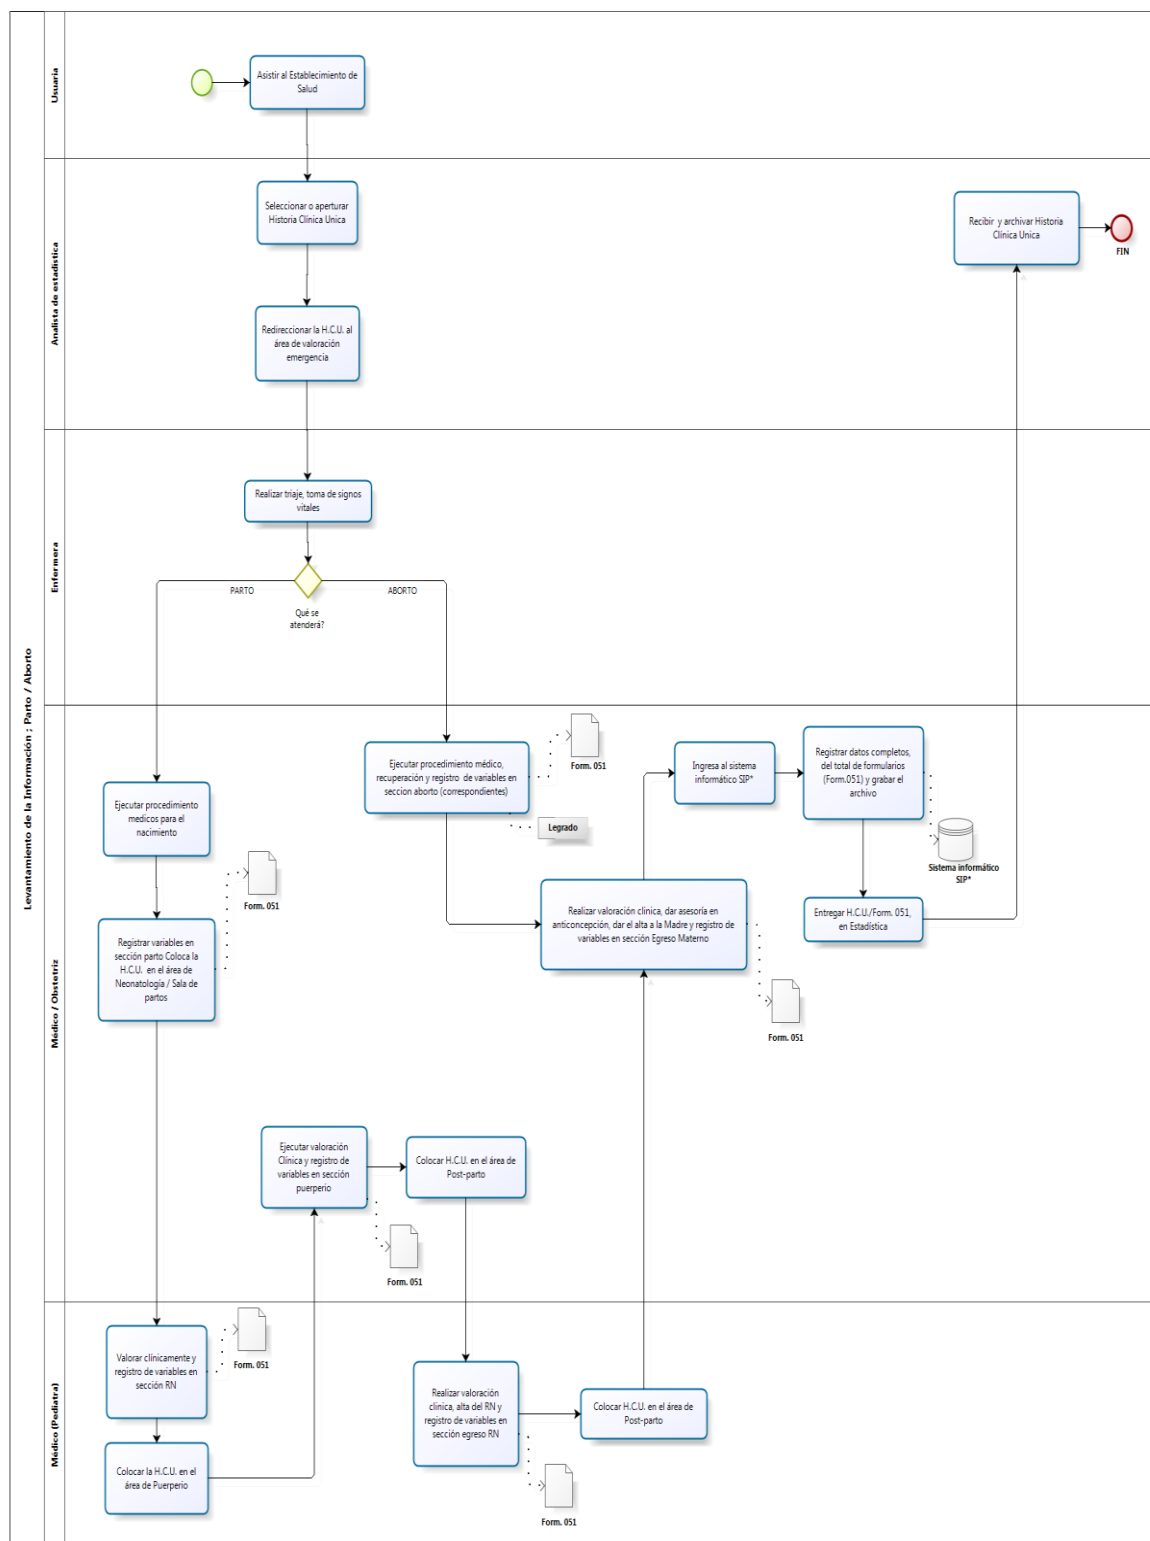 Levantamiento de la Información ; Parto / Aborto
Usuaria
Asistir al Establecimiento de
Salud
Analista de estadística
Seleccionar o aperturar
Historia Clínica Unica
Redireccionar la H.C.U. al
área de valoración
emergencia
Recibir y archivar Historia
Clínica Unica
FIN
Enfermera
Realizar triaje, toma de signos
vitales
PARTO
ABORTO
Qué se
atenderá?
Médico / Obstetriz
Ejecutar procedimiento
medicos para el
nacimiento
Form. 051
Registrar variables en
sección parto Coloca la
H.C.U. en el área de
Neonatología / Sala de
partos
Ejecutar procedimiento médico,
recuperación y registro de variables en
seccion aborto (correspondientes)
Form. 051
Legrado
Realizar valoración clínica, dar asesoría en
anticoncepción, dar el alta a la Madre y registro de
variables en sección Egreso Materno
Form. 051
Ingresa al sistema
informático SIP*
Registrar datos completos,
del total de formularios
(Form.051) y grabar el
archivo
Sistema informático
SIP*
Entregar H.C.U./Form. 051,
en Estadística
Ejecutar valoración
Clínica y registro de
variables en sección
puerperio
Form. 051
Colocar H.C.U. en el área de
Post-parto
Médico (Pediatra)
Valorar clínicamente y
registro de variables en
sección RN
Form. 051
Colocar la H.C.U. en el
área de Puerperio
Realizar valoración
clínica, alta del RN y
registro de variables en
sección egreso RN
Form. 051
Colocar H.C.U. en el área de
Post-parto